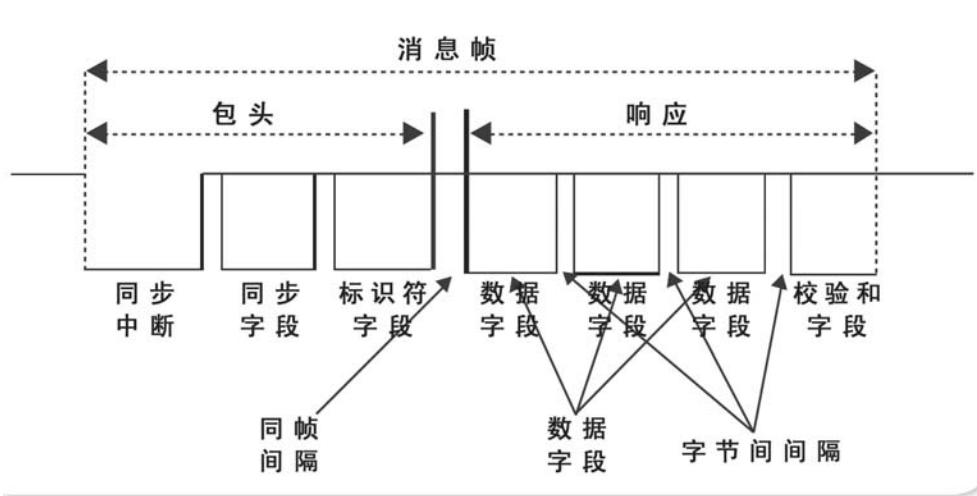 消息帧
包头
响应
同步
中断
同步
字段
标识符
字段
数据
字段
数据
字段
数据
字段
校验和
字段
同帧
间隔
数据
字段
字节间间隔